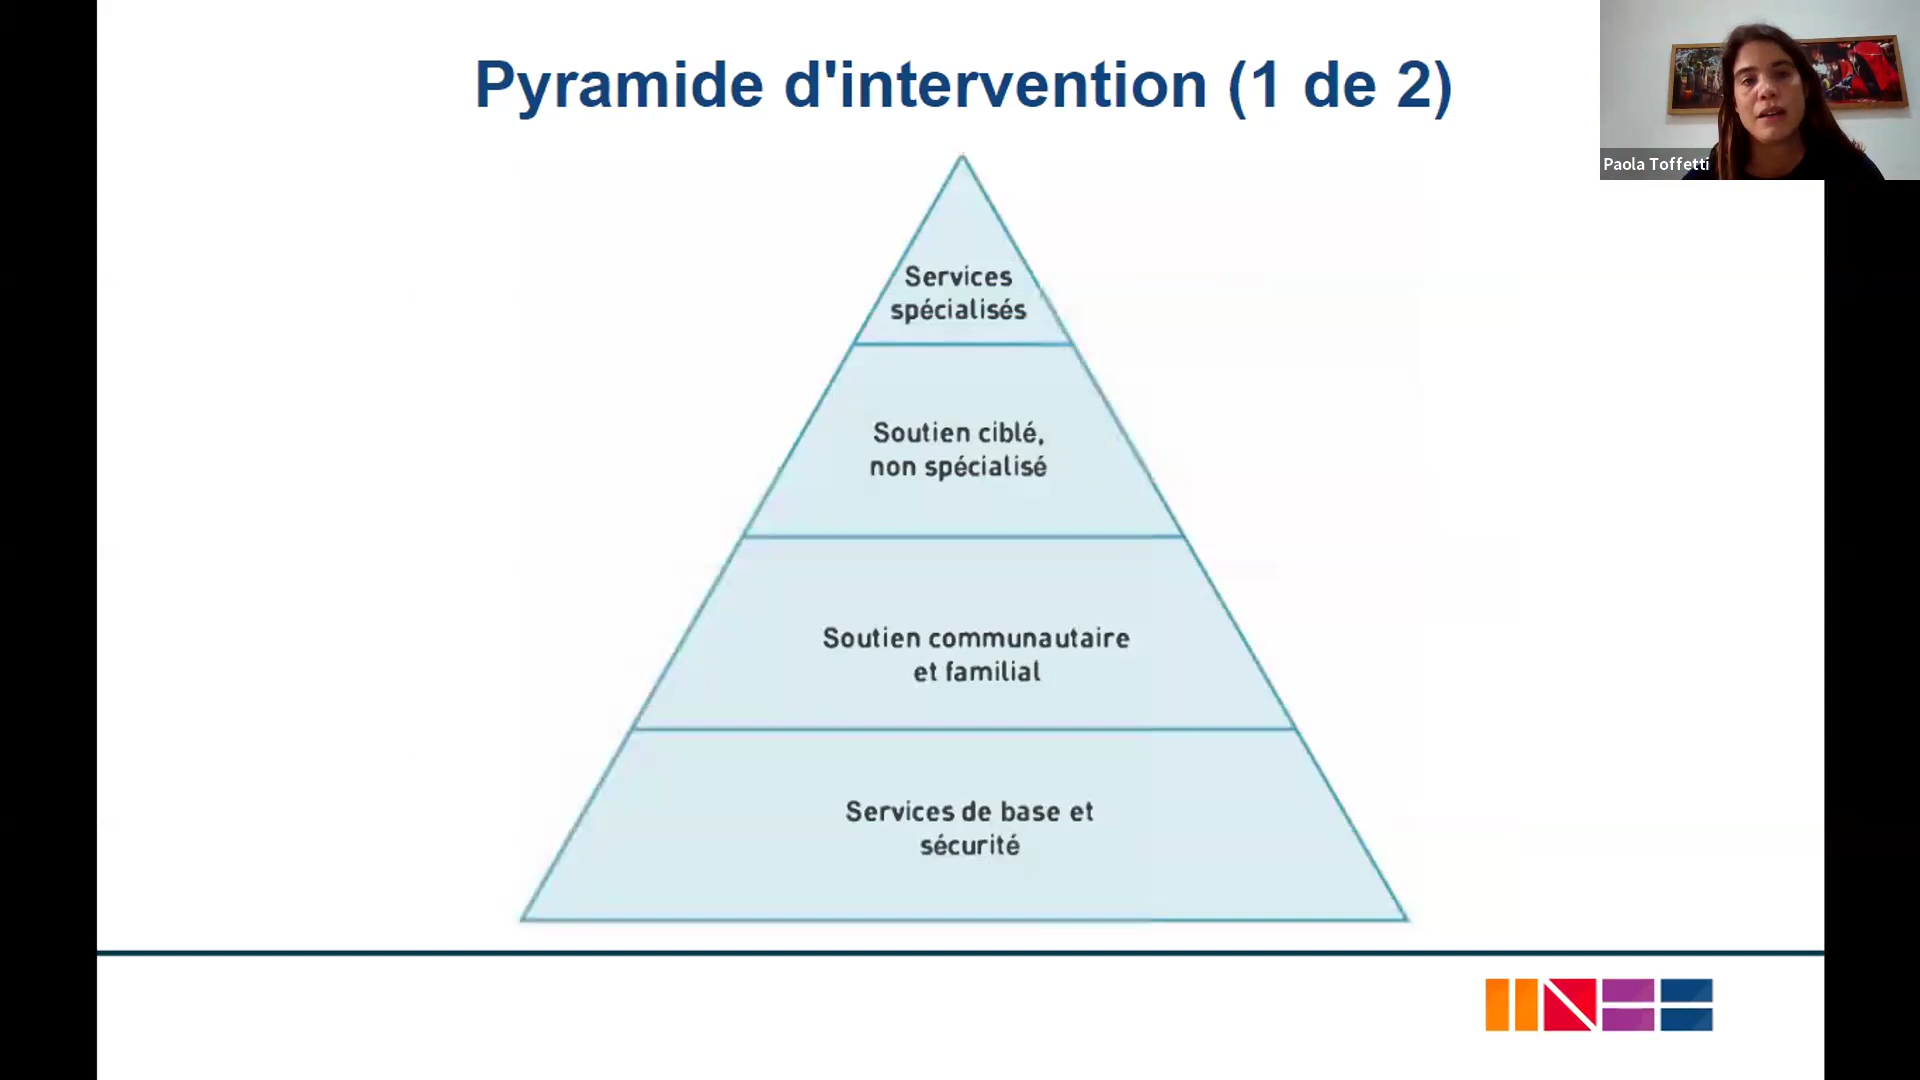 Pyramide d'intervention (1 de 2)
Paola Toffetti
Services
spécialisés
Soutien ciblé,
non spécialisé
Soutien communautaire
et familial
Services de base et
sécurité
INEE